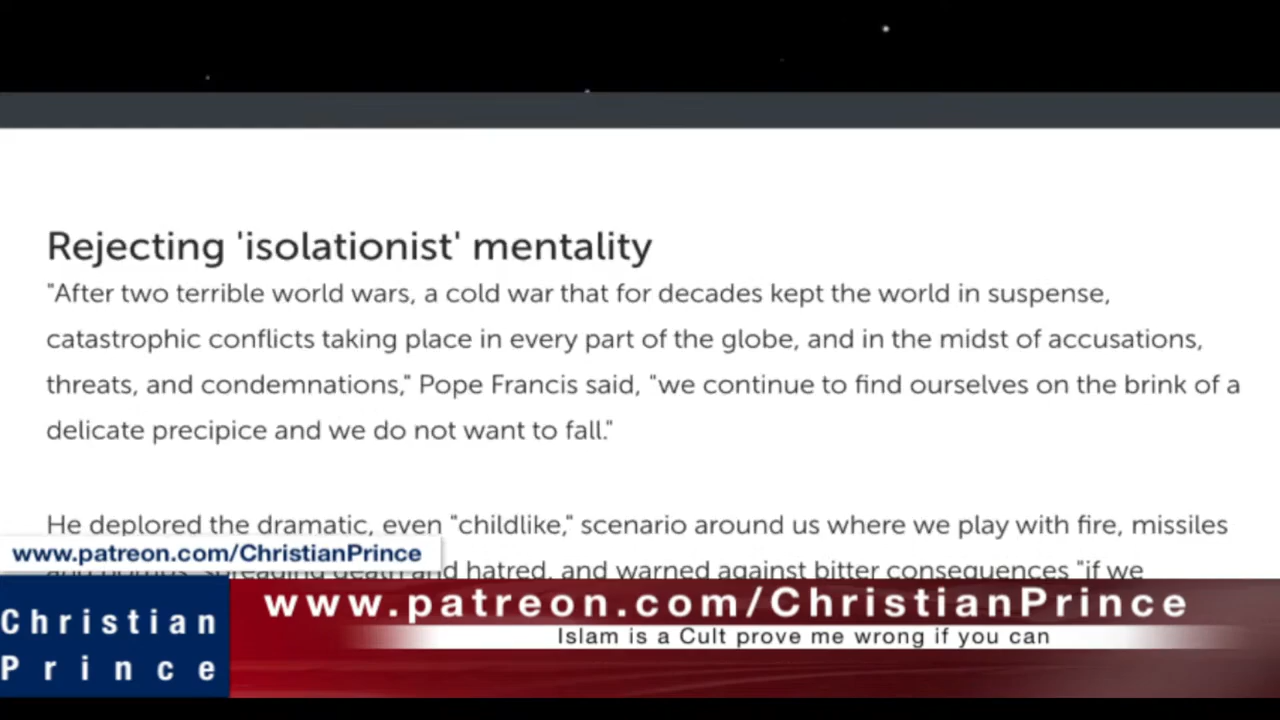 Rejecting 'isolationist' mentality
"After two terrible world wars, a cold war that for decades kept the world in suspense,
catastrophic conflicts taking place in every part of the globe, and in the midst of accusations,
threats, and condemnations," Pope Francis said, "we continue to find ourselves on the brink of a
delicate precipice and we do not want to fall."
He deplored the dramatic, even "childlike," scenario around us where we play with fire, missiles
and bombs, spreading death and hatred, and warned against bitter consequences "if we
www.patreon.com/ChristianPrince
Christian
Prince
www.patreon.com/ChristianPrince
Islam is a Cult prove me wrong if you can